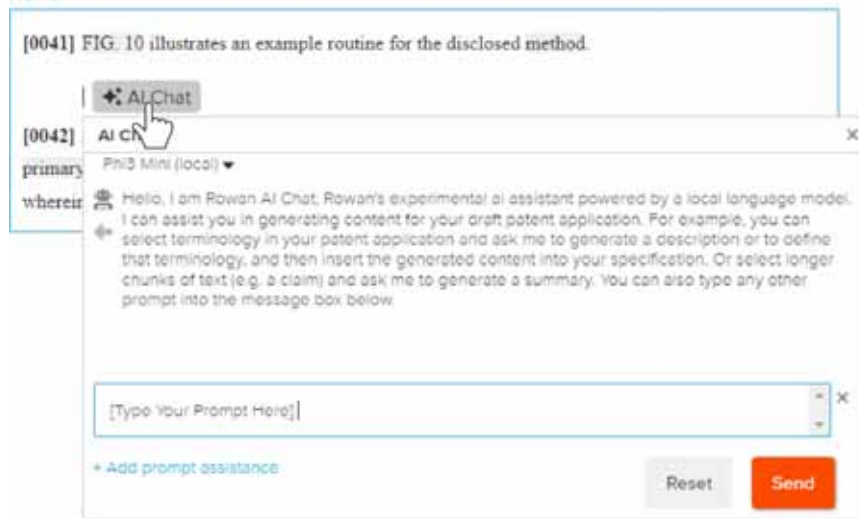 [0041] FIG. 10 illustrates an example routine for the disclosed method.
AI Chat
[0042] AI Ch
primary Phi3 Mini (local)
wherein Hello, I am Rowan AI Chat, Rowan's experimental ai assistant powered by a local language model.
I can assist you in generating content for your draft patent application. For example, you can
select terminology in your patent application and ask me to generate a description or to define
that terminology, and then insert the generated content into your specification. Or select longer
chunks of text (e.g. a claim) and ask me to generate a summary. You can also type any other
prompt into the message box below.
[Type Your Prompt Here]
+ Add prompt assistance
Reset Send